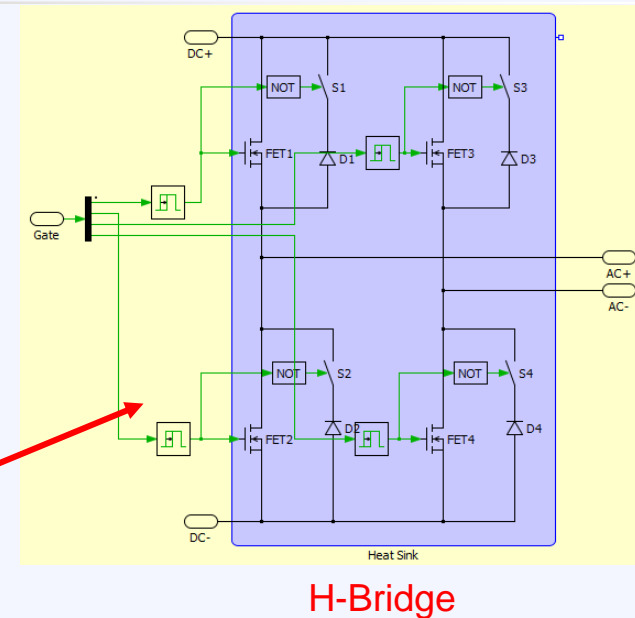 DC+
NOT
S1
NOT
S3
FET1
D1
FET3
D3
Gate
AC+
AC-
NOT
S2
NOT
S4
FET2
D2
FET4
D4
DC-
Heat Sink
H-Bridge